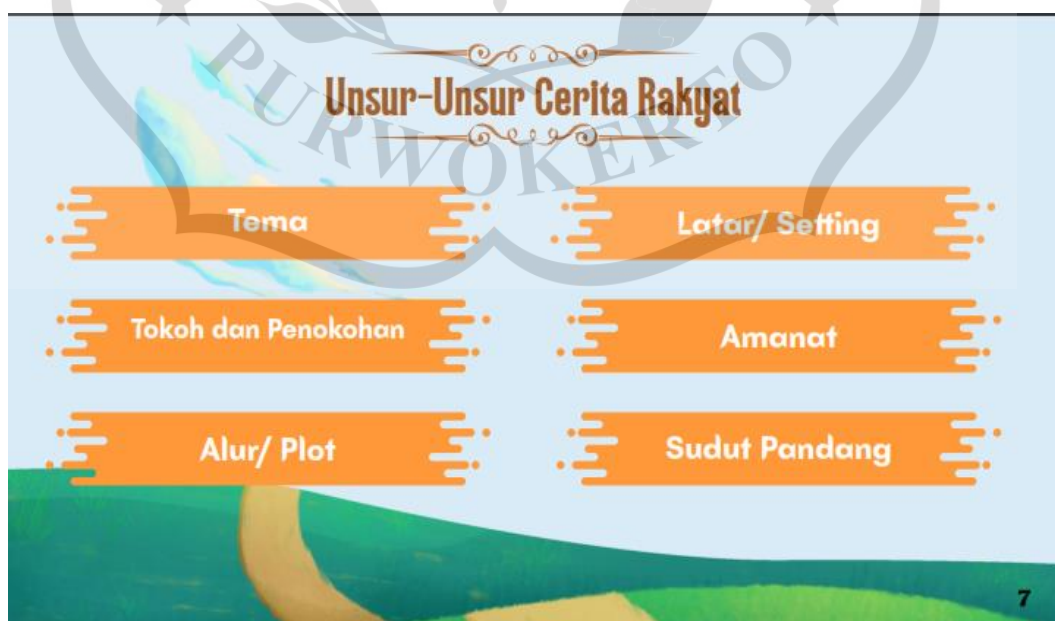 PURWOKERTO
Unsur-Unsur Cerita Rakyat
Tema
Latar/ Setting
Tokoh dan Penokohan
Amanat
Alur/ Plot
Sudut Pandang
7